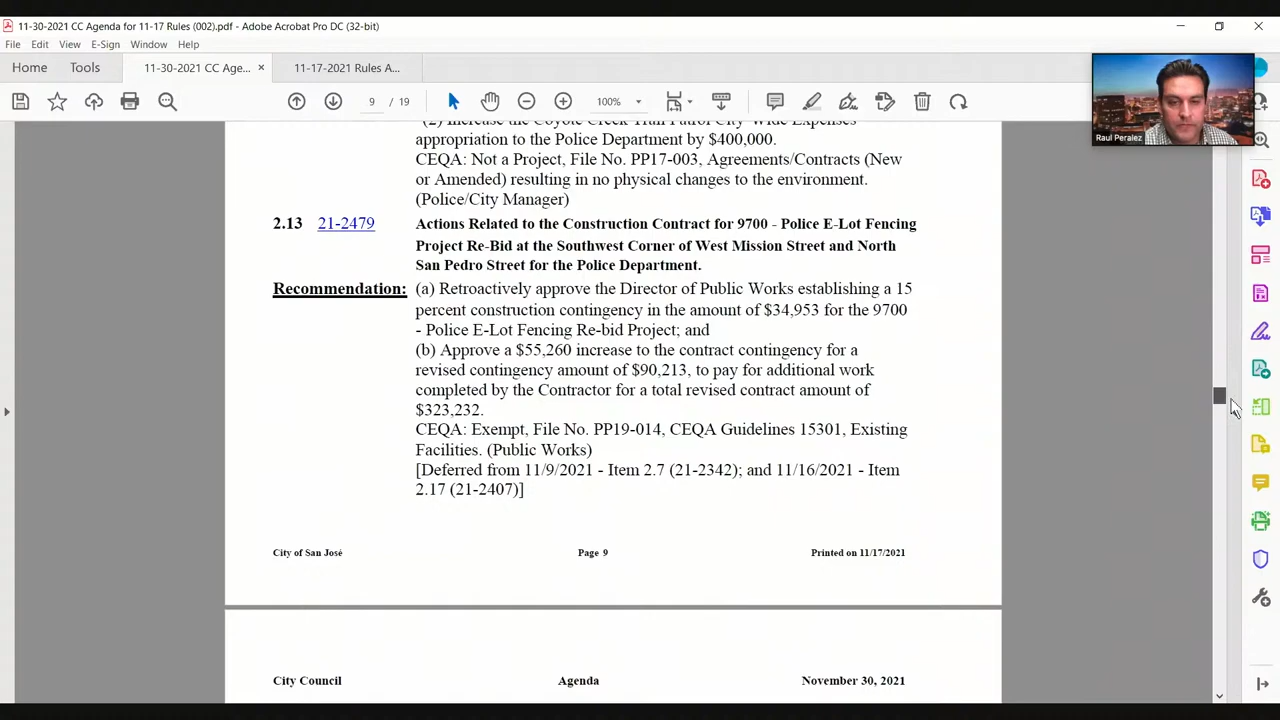 11-30-2021 CC Agenda for 11-17 Rules (002).pdf - Adobe Acrobat Pro DC (32-bit)
File Edit View E-Sign Window Help
Home Tools 11-30-2021 CC Age... × 11-17-2021 Rules A...
9 / 19 100%
Raul Peralez
(2) Increase the Coyote Creek Trail Patrol City-Wide Expenses
appropriation to the Police Department by $400,000.
CEQA: Not a Project, File No. PP17-003, Agreements/Contracts (New
or Amended) resulting in no physical changes to the environment.
(Police/City Manager)
2.13 21-2479 Actions Related to the Construction Contract for 9700 - Police E-Lot Fencing
Project Re-Bid at the Southwest Corner of West Mission Street and North
San Pedro Street for the Police Department.
Recommendation: (a) Retroactively approve the Director of Public Works establishing a 15
percent construction contingency in the amount of $34,953 for the 9700
- Police E-Lot Fencing Re-bid Project; and
(b) Approve a $55,260 increase to the contract contingency for a
revised contingency amount of $90,213, to pay for additional work
completed by the Contractor for a total revised contract amount of
$323,232.
CEQA: Exempt, File No. PP19-014, CEQA Guidelines 15301, Existing
Facilities. (Public Works)
[Deferred from 11/9/2021 - Item 2.7 (21-2342); and 11/16/2021 - Item
2.17 (21-2407)]
City of San José Page 9 Printed on 11/17/2021
City Council Agenda November 30, 2021